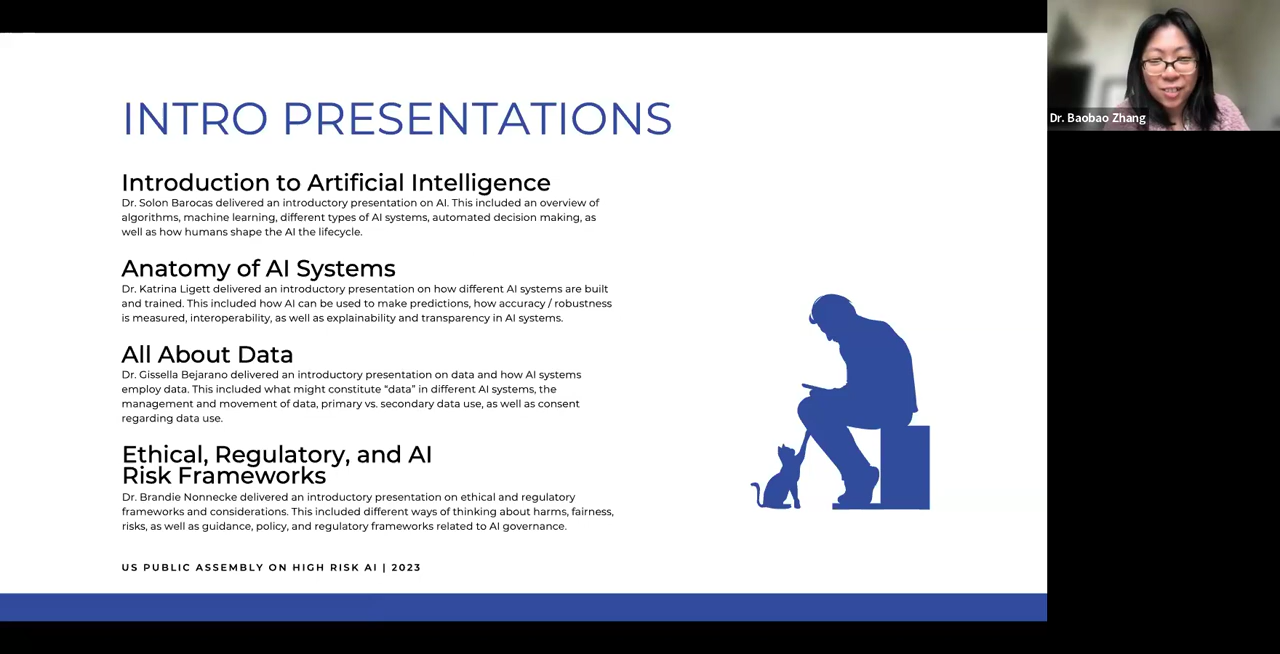 INTRO PRESENTATIONS
Introduction to Artificial Intelligence
Dr. Solon Barocas delivered an introductory presentation on AI. This included an overview of
algorithms, machine learning, different types of AI systems, automated decision making, as
well as how humans shape the AI the lifecycle.
Anatomy of AI Systems
Dr. Katrina Ligett delivered an introductory presentation on how different AI systems are built
and trained. This included how AI can be used to make predictions, how accuracy / robustness
is measured, interoperability, as well as explainability and transparency in AI systems.
All About Data
Dr. Gissella Bejarano delivered an introductory presentation on data and how AI systems
employ data. This included what might constitute “data” in different AI systems, the
management and movement of data, primary vs. secondary data use, as well as consent
regarding data use.
Ethical, Regulatory, and AI
Risk Frameworks
Dr. Brandie Nonnecke delivered an introductory presentation on ethical and regulatory
frameworks and considerations. This included different ways of thinking about harms, fairness,
risks, as well as guidance, policy, and regulatory frameworks related to AI governance.
US PUBLIC ASSEMBLY ON HIGH RISK AI | 2023
Dr. Baobao Zhang